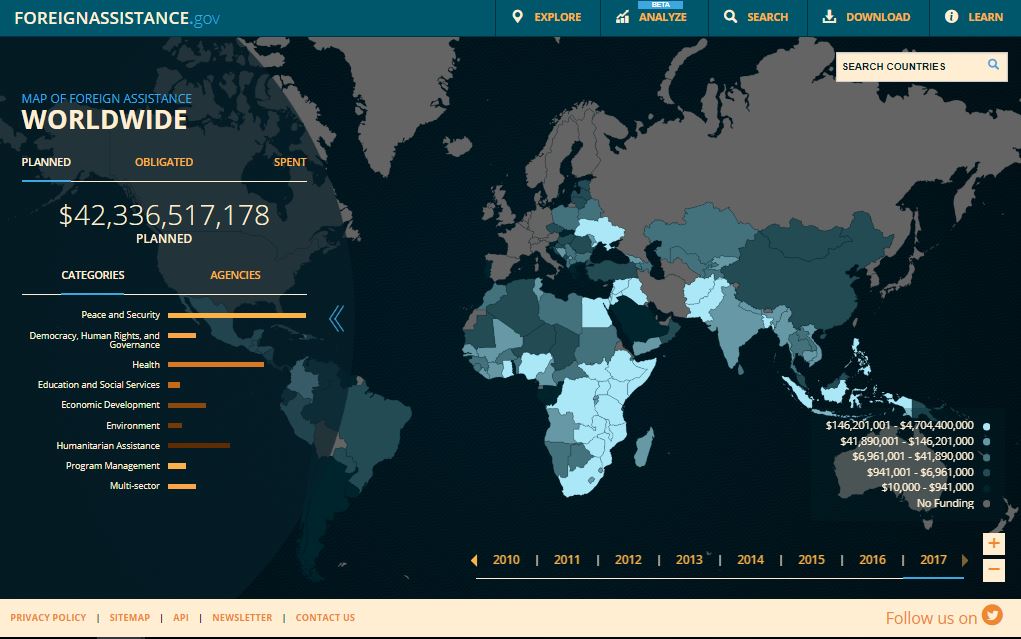 FOREIGNASSISTANCE.gov
EXPLORE
BETA
ANALYZE
SEARCH
DOWNLOAD
LEARN
SEARCH COUNTRIES
MAP OF FOREIGN ASSISTANCE
WORLDWIDE
PLANNED OBLIGATED SPENT
$42,336,517,178
PLANNED
CATEGORIES AGENCIES
Peace and Security
Democracy, Human Rights, and
Governance
Health
Education and Social Services
Economic Development
Environment
Humanitarian Assistance
Program Management
Multi-sector
$146,201,001 - $4,704,400,000
$41,890,001 - $146,201,000
$6,961,001 - $41,890,000
$941,001 - $6,961,000
$10,000 - $941,000
No Funding
2010 | 2011 | 2012 | 2013 | 2014 | 2015 | 2016 | 2017
+
−
PRIVACY POLICY | SITEMAP | API | NEWSLETTER | CONTACT US
Follow us on